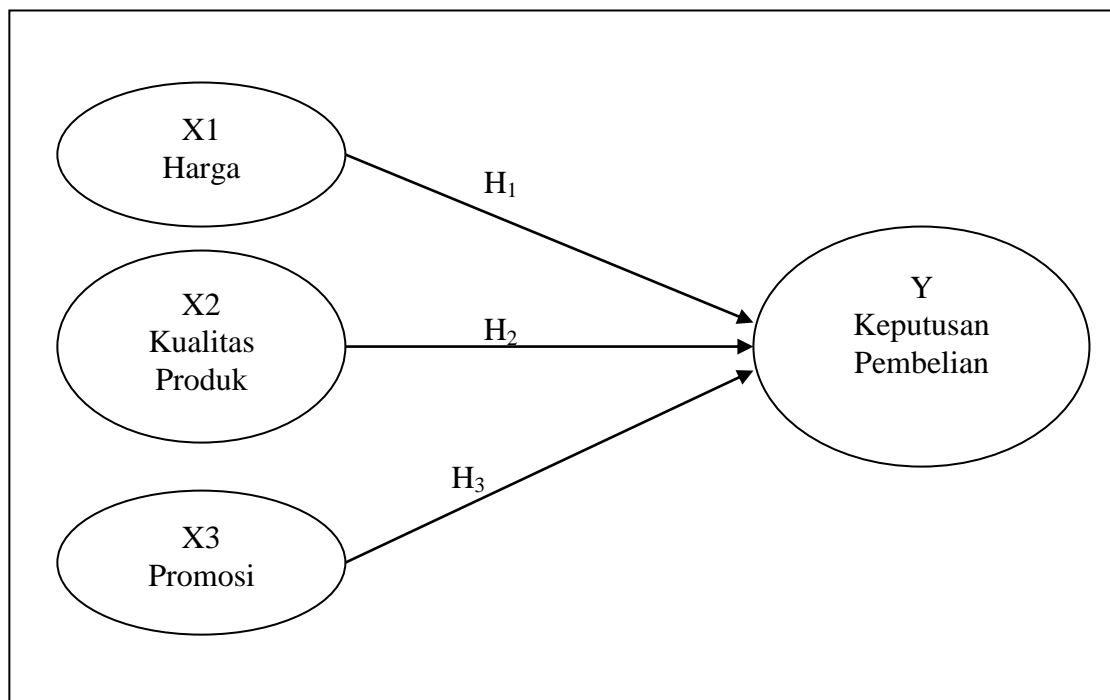 X1
Harga
H₁
X2
Kualitas
Produk
H₂
Y
Keputusan
Pembelian
X3
Promosi
H₃